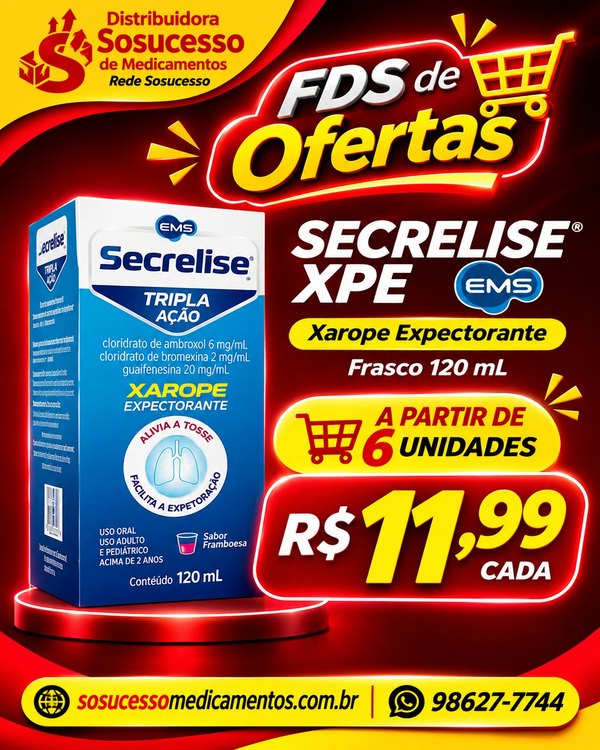 Distribuidora
Sosucesso
de Medicamentos
Rede Sosucesso
FDS de
Ofertas
SECRELISE®
XPE
EMS
Xarope Expectorante
Frasco 120 mL
A PARTIR DE
6 UNIDADES
R$ 11,99
CADA
EMS
Secrelise®
TRIPLA
AÇÃO
cloridrato de ambroxol 6 mg/mL
cloridrato de bromexina 2 mg/mL
guaifenesina 20 mg/mL
XAROPE
EXPECTORANTE
ALIVIA A TOSSE
FACILITA A EXPETORAÇÃO
USO ORAL
USO ADULTO
E PEDIÁTRICO
ACIMA DE 2 ANOS
Sabor
Framboesa
Conteúdo 120 mL
Secrelise®
TRIPLA
AÇÃO
sosucessomedicamentos.com.br
98627-7744